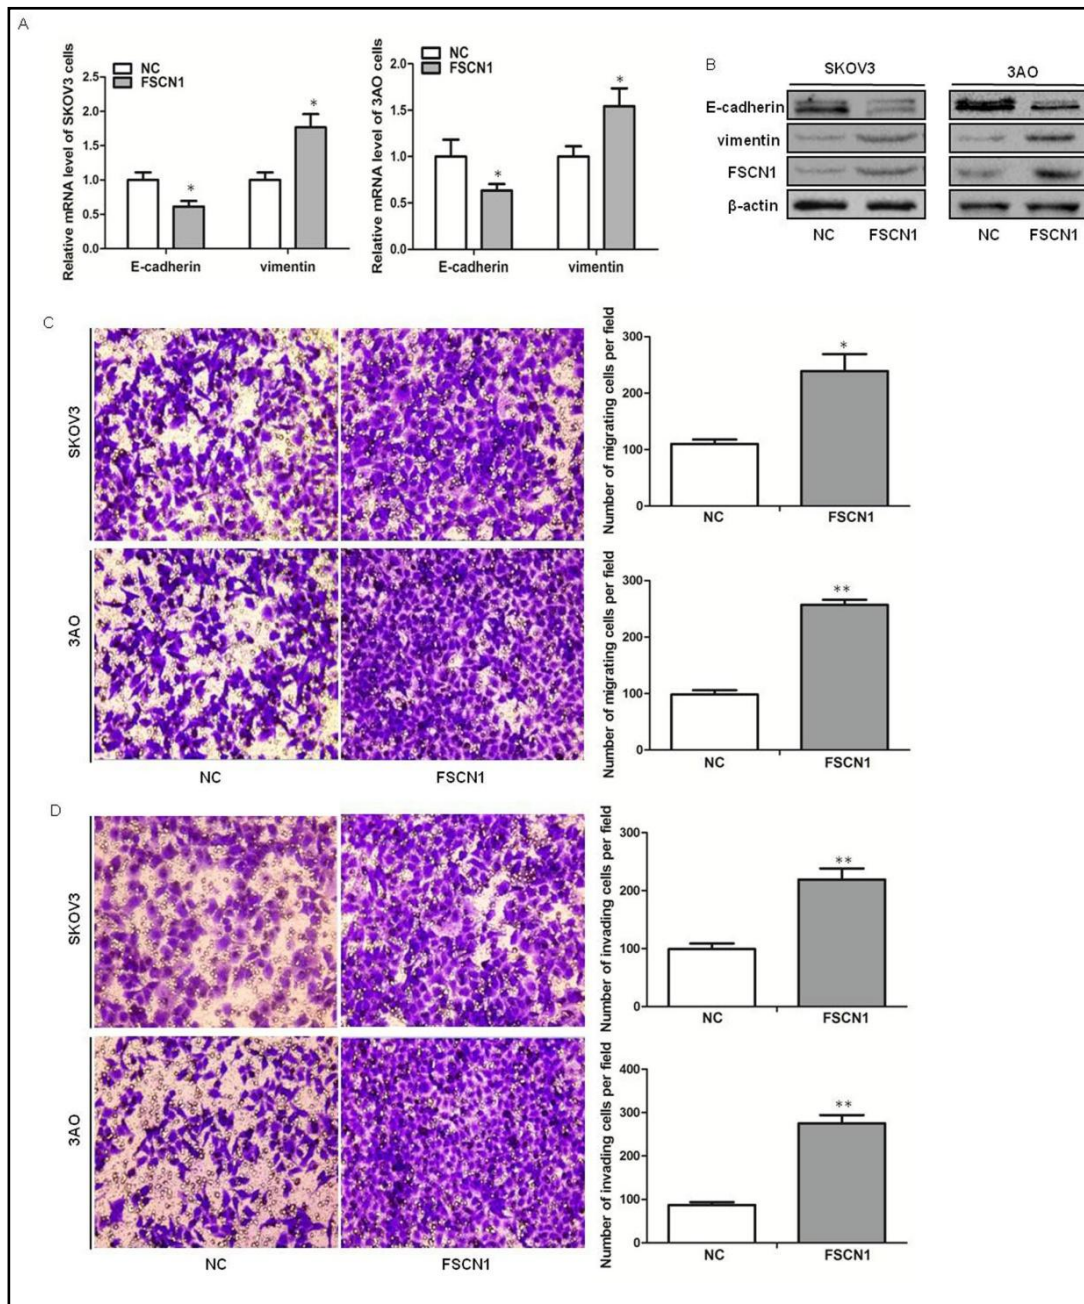 A
Relative mRNA level of SKOV3 cells
NC
FSCN1
2.5
2.0
1.5
1.0
0.5
0.0
*
*
E-cadherin
vimentin
Relative mRNA level of 3AO cells
NC
FSCN1
2.0
1.5
1.0
0.5
0.0
*
*
E-cadherin
vimentin
B
SKOV3
3AO
E-cadherin
vimentin
FSCN1
β-actin
NC
FSCN1
NC
FSCN1
C
SKOV3
3AO
NC
FSCN1
Number of migrating cells per field
300
200
100
0
*
NC
FSCN1
Number of migrating cells per field
300
200
100
0
**
NC
FSCN1
D
SKOV3
3AO
NC
FSCN1
Number of invading cells per field
300
200
100
0
**
NC
FSCN1
Number of invading cells per field
400
300
200
100
0
**
NC
FSCN1